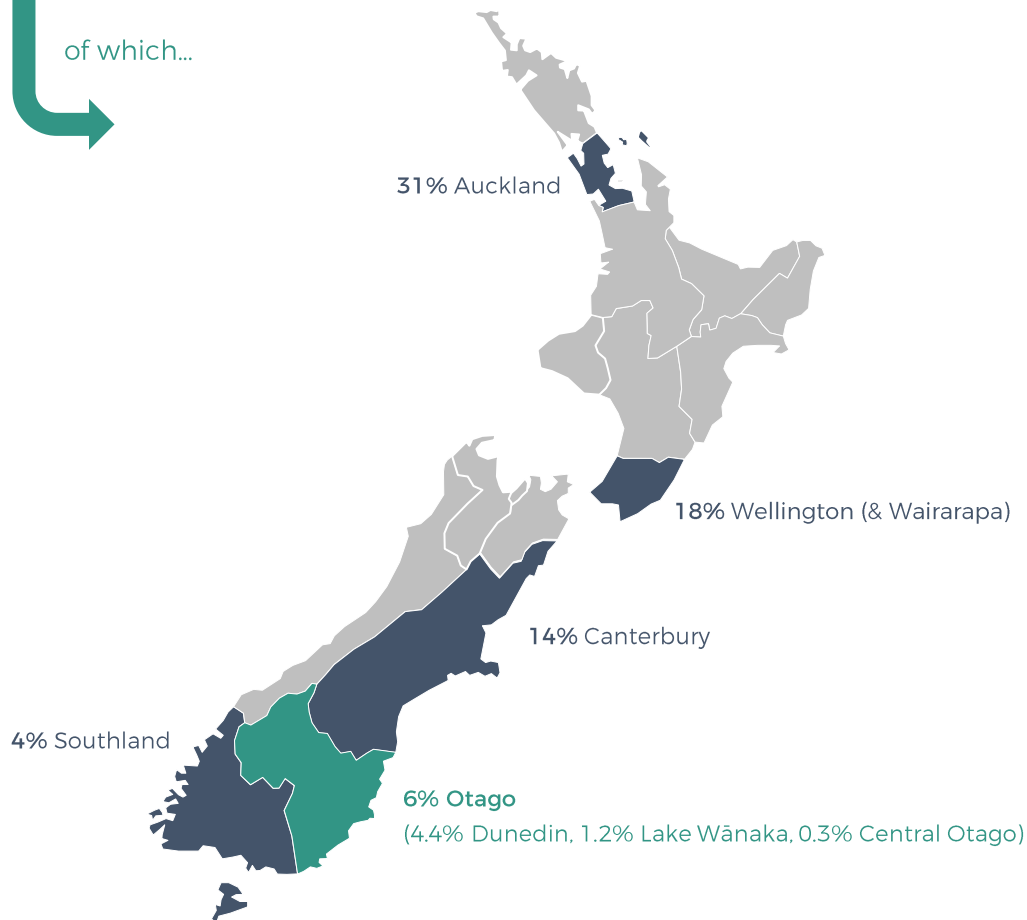 of which...
31% Auckland
18% Wellington (& Wairarapa)
14% Canterbury
4% Southland
6% Otago
(4.4% Dunedin, 1.2% Lake Wānaka, 0.3% Central Otago)